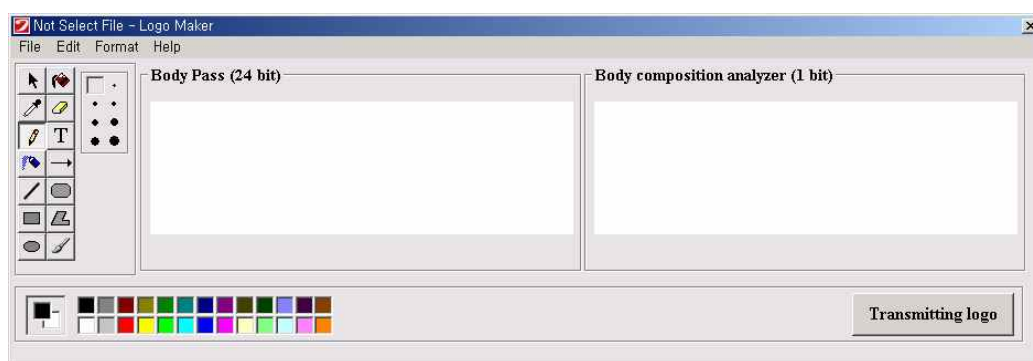 Not Select File - Logo Maker
File Edit Format Help
Body Pass (24 bit)
Body composition analyzer (1 bit)
T
Transmitting logo